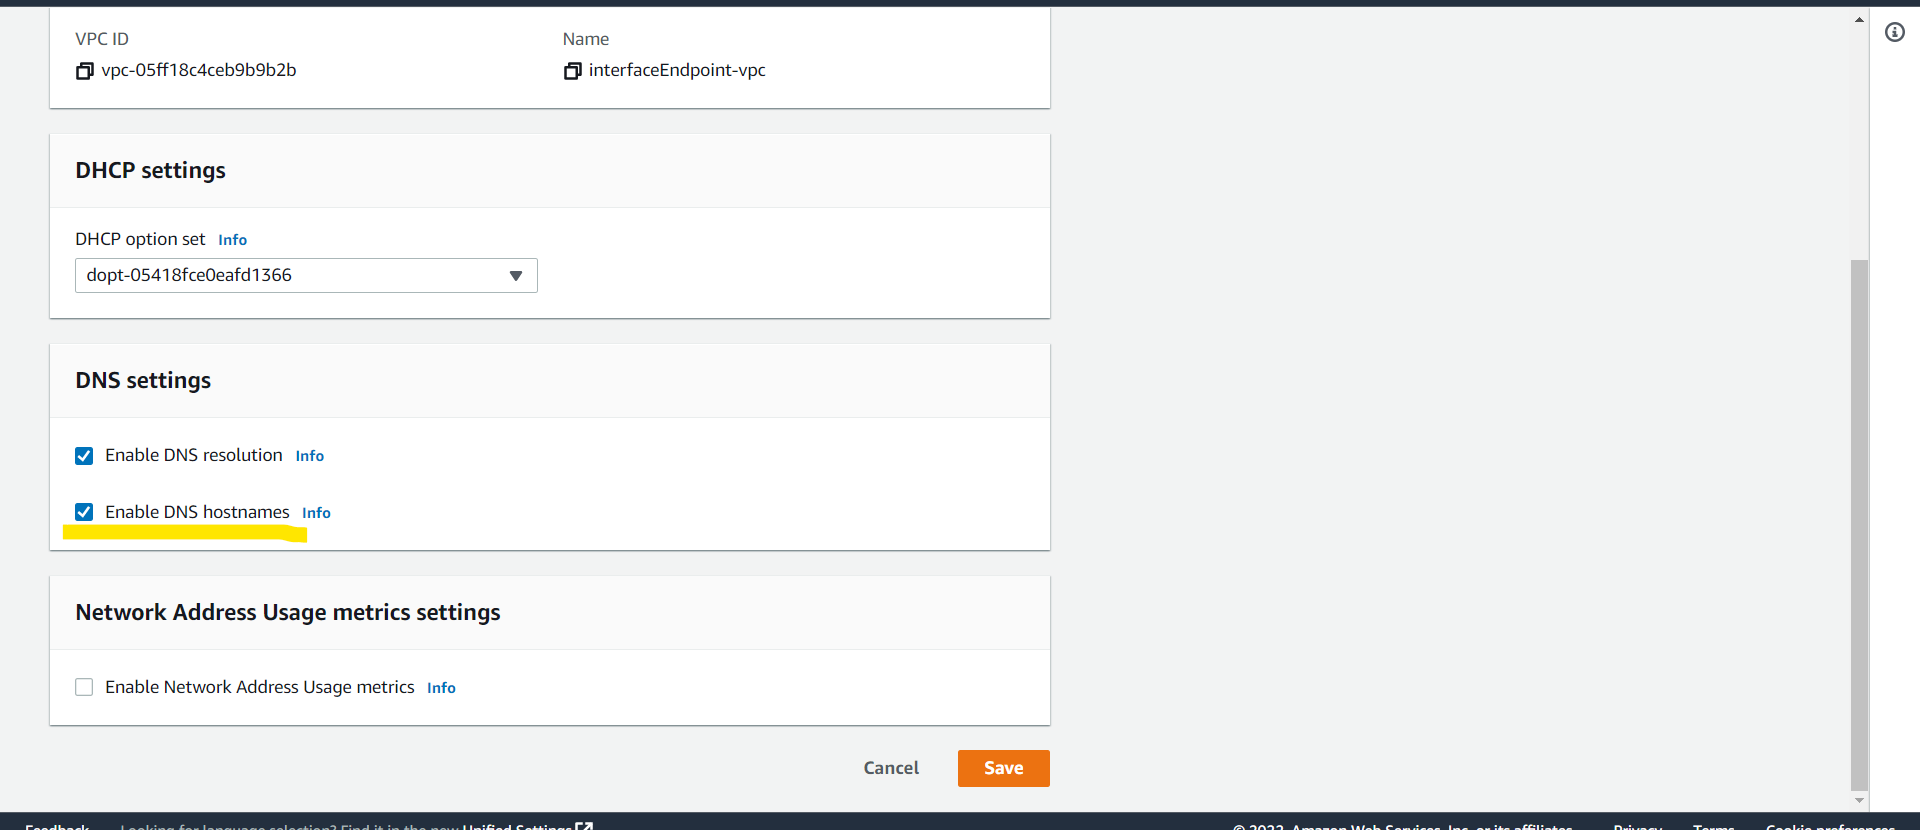 VPC ID Name
vpc-05ff18c4ceb9b9b2b interfaceEndpoint-vpc
DHCP settings
DHCP option set Info
dopt-05418fce0eafd1366
DNS settings
Enable DNS resolution Info
Enable DNS hostnames Info
Network Address Usage metrics settings
Enable Network Address Usage metrics Info
Cancel Save
Feedback Looking for language selection? Find it in the new Unified Settings © 2022, Amazon Web Services, Inc. or its affiliates. Privacy Terms Cookie preferences